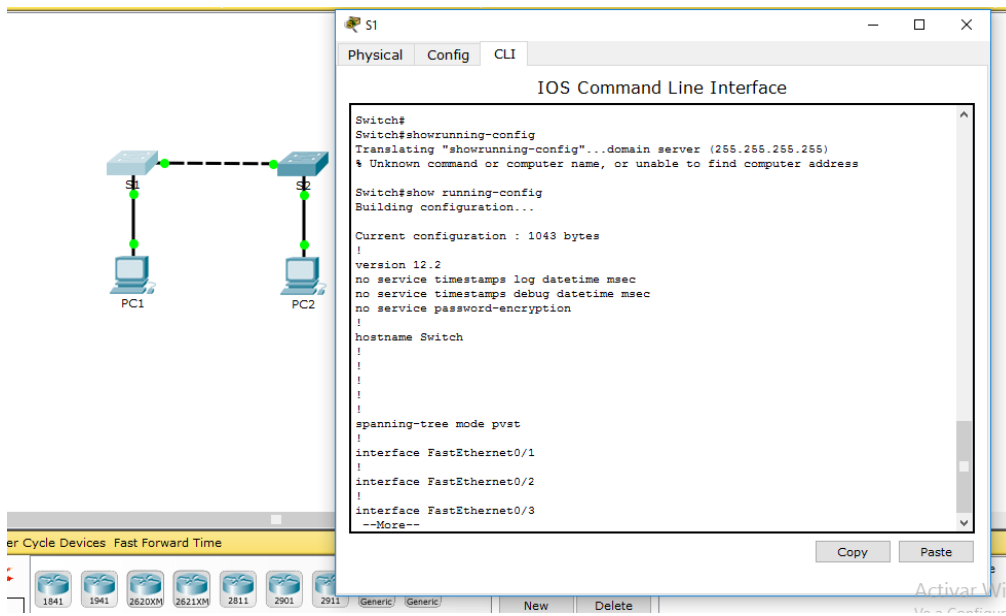 S1
Physical Config CLI
IOS Command Line Interface
Switch#
Switch#showrunning-config
Translating "showrunning-config"...domain server (255.255.255.255)
% Unknown command or computer name, or unable to find computer address
Switch#show running-config
Building configuration...
Current configuration : 1043 bytes
!
version 12.2
no service timestamps log datetime msec
no service timestamps debug datetime msec
no service password-encryption
!
hostname Switch
!
!
!
!
!
spanning-tree mode pvst
!
interface FastEthernet0/1
!
interface FastEthernet0/2
!
interface FastEthernet0/3
--More--
Copy Paste
S1
S2
PC1
PC2
er Cycle Devices Fast Forward Time
1841 1941 2620XM 2621XM 2811 2901 2911 Generic Generic
New Delete
Activar Wi